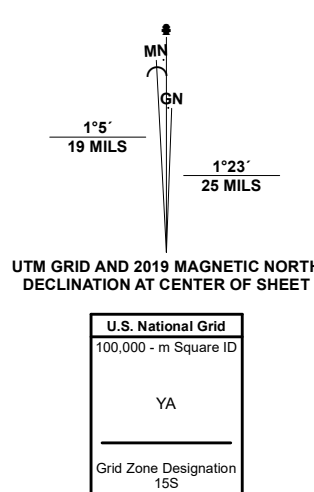 MN
GN
1°5´
19 MILS
1°23´
25 MILS
UTM GRID AND 2019 MAGNETIC NORTH
DECLINATION AT CENTER OF SHEET
U.S. National Grid
100,000 - m Square ID
YA
Grid Zone Designation
15S